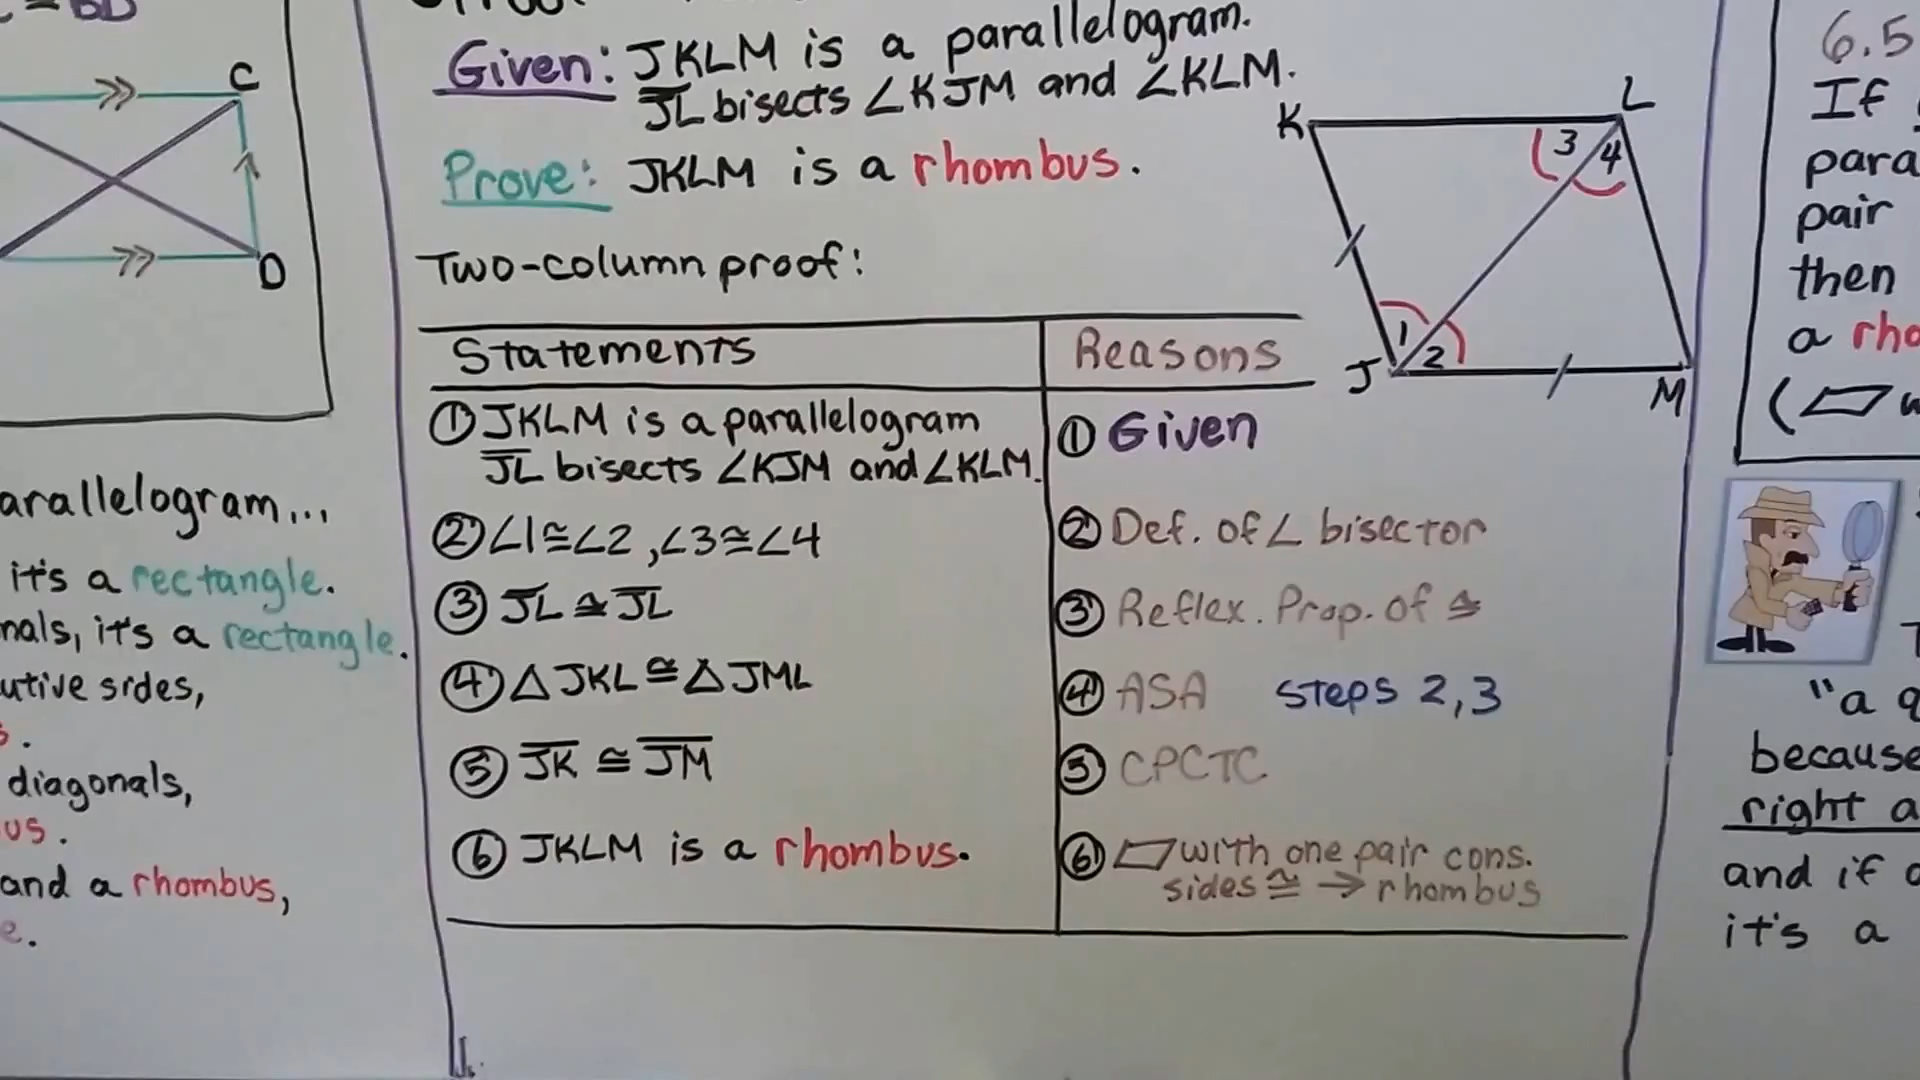 BD
C
D
arallelogram...
it's a rectangle.
nals, it's a rectangle.
utive sides,
diagonals,
us.
and a rhombus,
e.
Given: JKLM is a parallelogram.
JL bisects ∠KJM and ∠KLM.
Prove: JKLM is a rhombus.
Two-column proof:
Statements Reasons
① JKLM is a parallelogram ① Given
JL bisects ∠KJM and ∠KLM.
② ∠1≅∠2, ∠3≅∠4 ② Def. of ∠ bisector
③ JL ≅ JL ③ Reflex. Prop. of ≅
④ △JKL ≅ △JML ④ ASA steps 2,3
⑤ JK ≅ JM ⑤ CPCTC
⑥ JKLM is a rhombus. ⑥ ▱ with one pair cons.
sides ≅ → rhombus
K L
3 4
1 2
J M
6.5
If
para
pair
then
a rho
(▱ w
"a q
because
right a
and if a
it's a